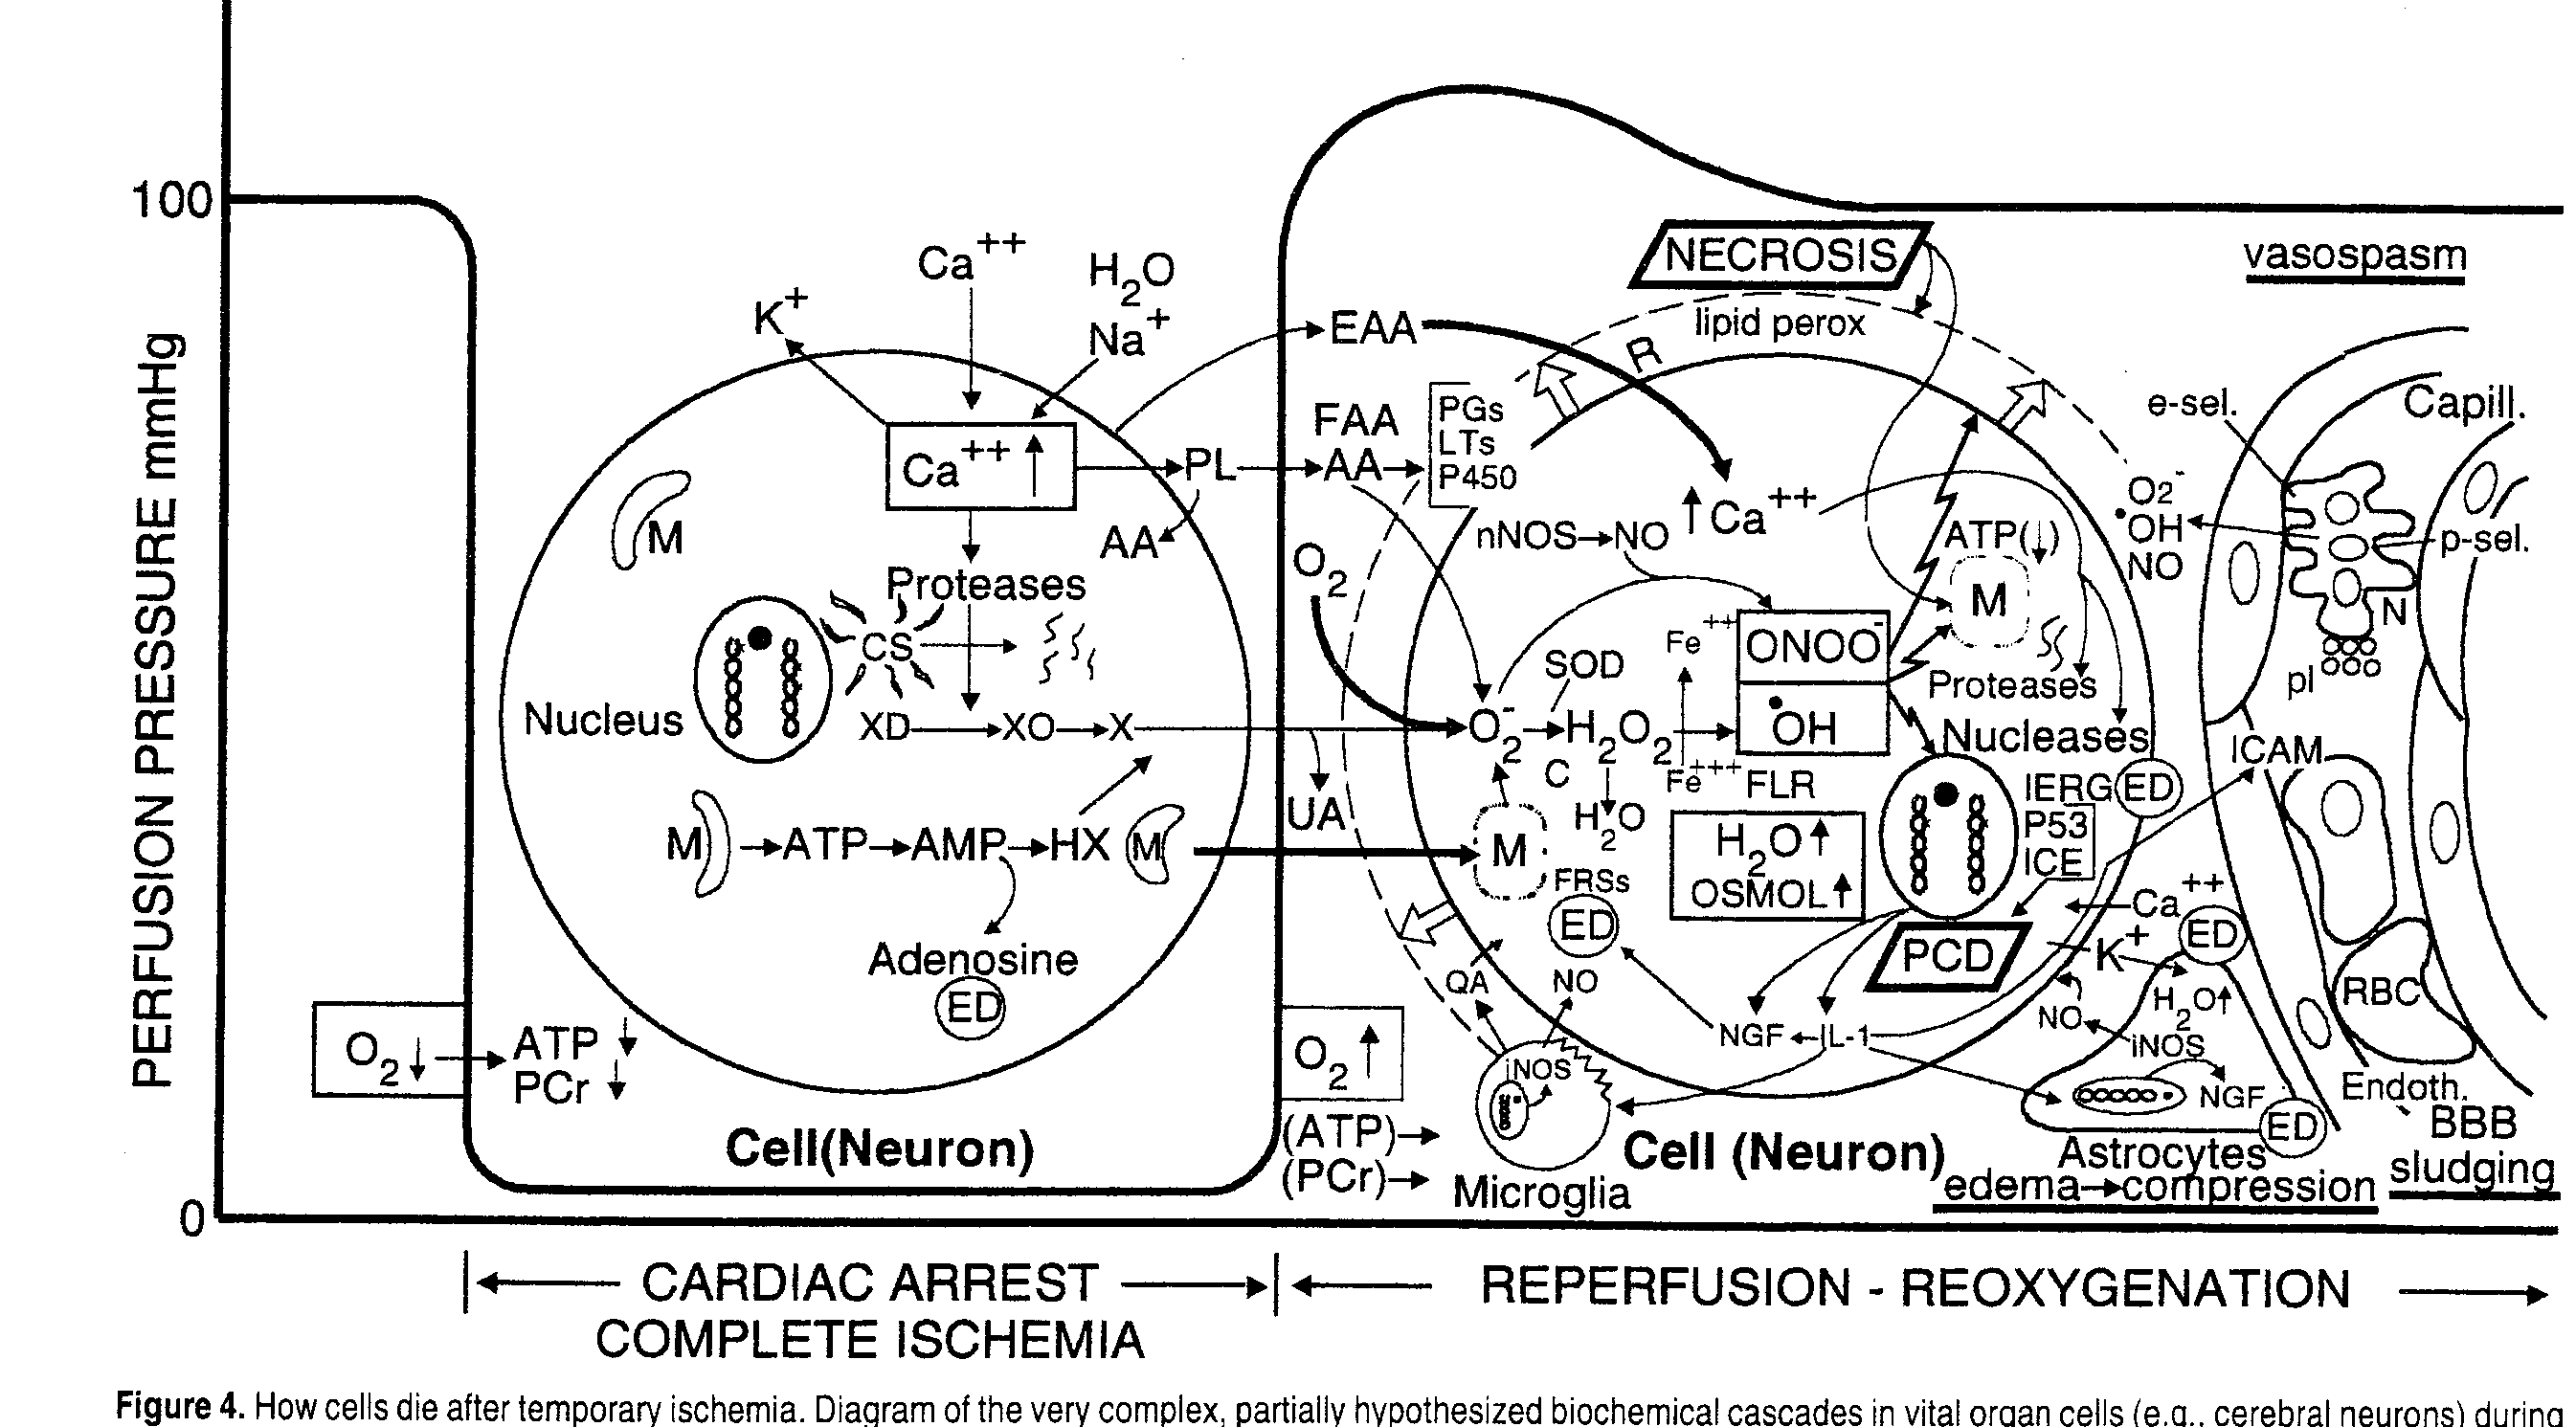 100
PERFUSION PRESSURE mmHg
0
K+
Ca++
H2O
Na+
Ca++ ↑
PL
AA
M
Proteases
CS
Nucleus
XD→XO→X
M →ATP→AMP→HX M
Adenosine
ED
O2↓ → ATP ↓
PCr ↓
Cell(Neuron)
EAA
FAA
AA→
PGs
LTs
P450
O2
UA
O2↑
(ATP)→
(PCr)→
NECROSIS
lipid perox
R
↑Ca++
nNOS→NO
ATP(↓)
M
Fe++
ONOO-
SOD
Proteases
O2-→H2O2→
•OH
Nucleases
C
Fe+++
FLR
H2O
IERG ED
P53
ICE
M
H2O↑
OSMOL↑
FRSs
ED
PCD
QA
NO
NGF←IL-1
iNOS
Microglia
Cell (Neuron)
vasospasm
e-sel.
Capill.
O2-
•OH
NO
p-sel.
N
pl
ICAM
Ca++
ED
K+
H2O↑
NO
iNOS
NGF
ED
RBC
Endoth.
BBB
Astrocytes
sludging
edema→compression
CARDIAC ARREST
COMPLETE ISCHEMIA
REPERFUSION - REOXYGENATION
Figure 4. How cells die after temporary ischemia. Diagram of the very complex, partially hypothesized biochemical cascades in vital organ cells (e.g., cerebral neurons) during